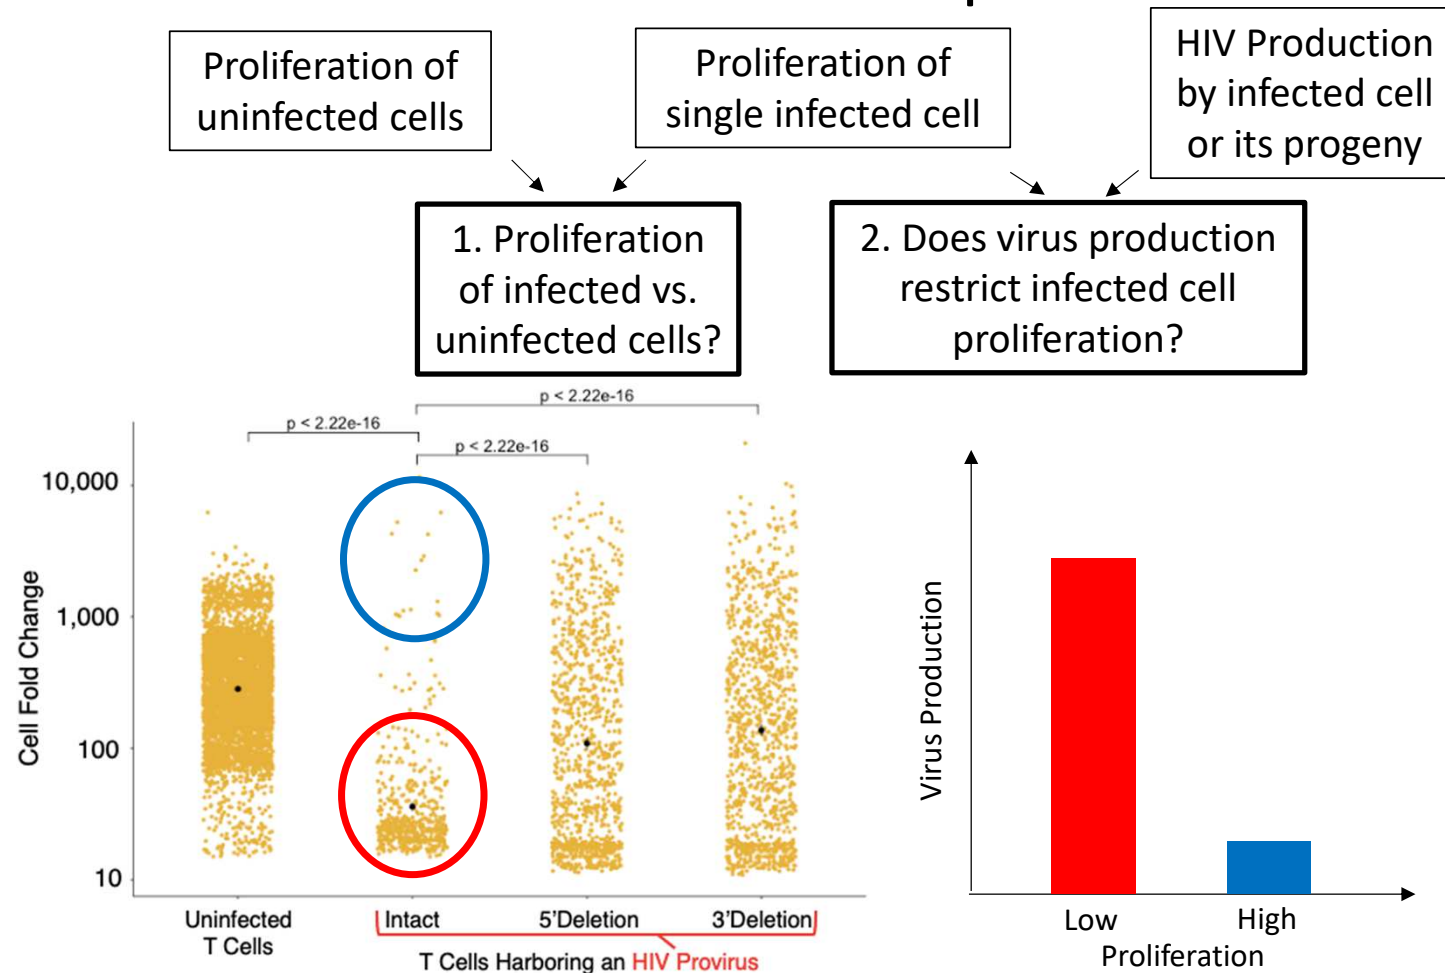 Proliferation of
uninfected cells
Proliferation of
single infected cell
HIV Production
by infected cell
or its progeny
1. Proliferation
of infected vs.
uninfected cells?
2. Does virus production
restrict infected cell
proliferation?
p < 2.22e-16
p < 2.22e-16
p < 2.22e-16
10,000
1,000
100
10
Cell Fold Change
Uninfected
T Cells
Intact
5'Deletion
3'Deletion
T Cells Harboring an HIV Provirus
Virus Production
Low
High
Proliferation